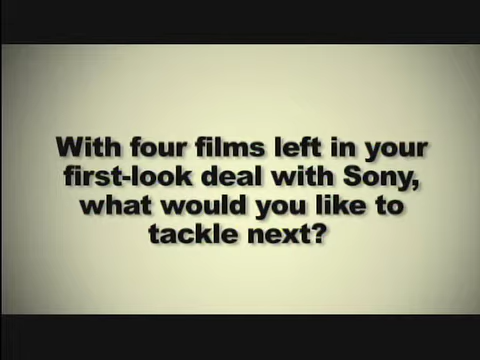 With four films left in your
first-look deal with Sony,
what would you like to
tackle next?